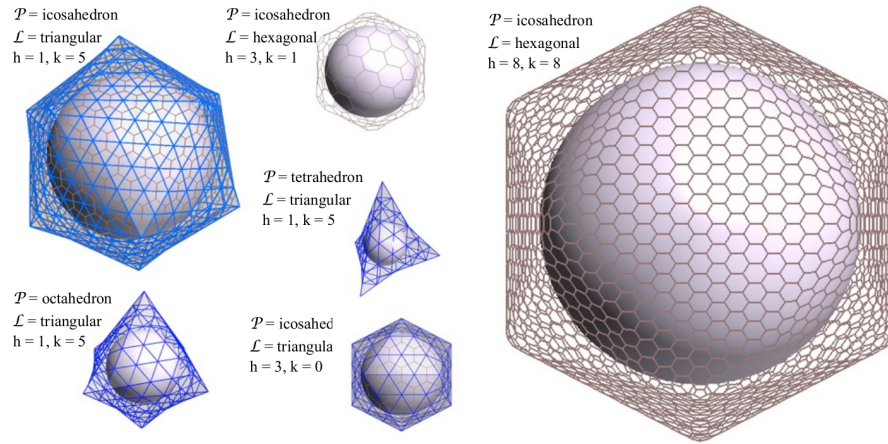 𝒫 = icosahedron
ℒ = triangular
h = 1, k = 5
𝒫 = icosahedron
ℒ = hexagonal
h = 3, k = 1
𝒫 = icosahedron
ℒ = hexagonal
h = 8, k = 8
𝒫 = tetrahedron
ℒ = triangular
h = 1, k = 5
𝒫 = octahedron
ℒ = triangular
h = 1, k = 5
𝒫 = icosahed
ℒ = triangula
h = 3, k = 0